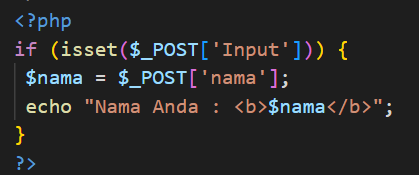 <?php
if (isset($_POST['Input'])) {
 $nama = $_POST['nama'];
 echo "Nama Anda : <b>$nama</b>";
}
?>